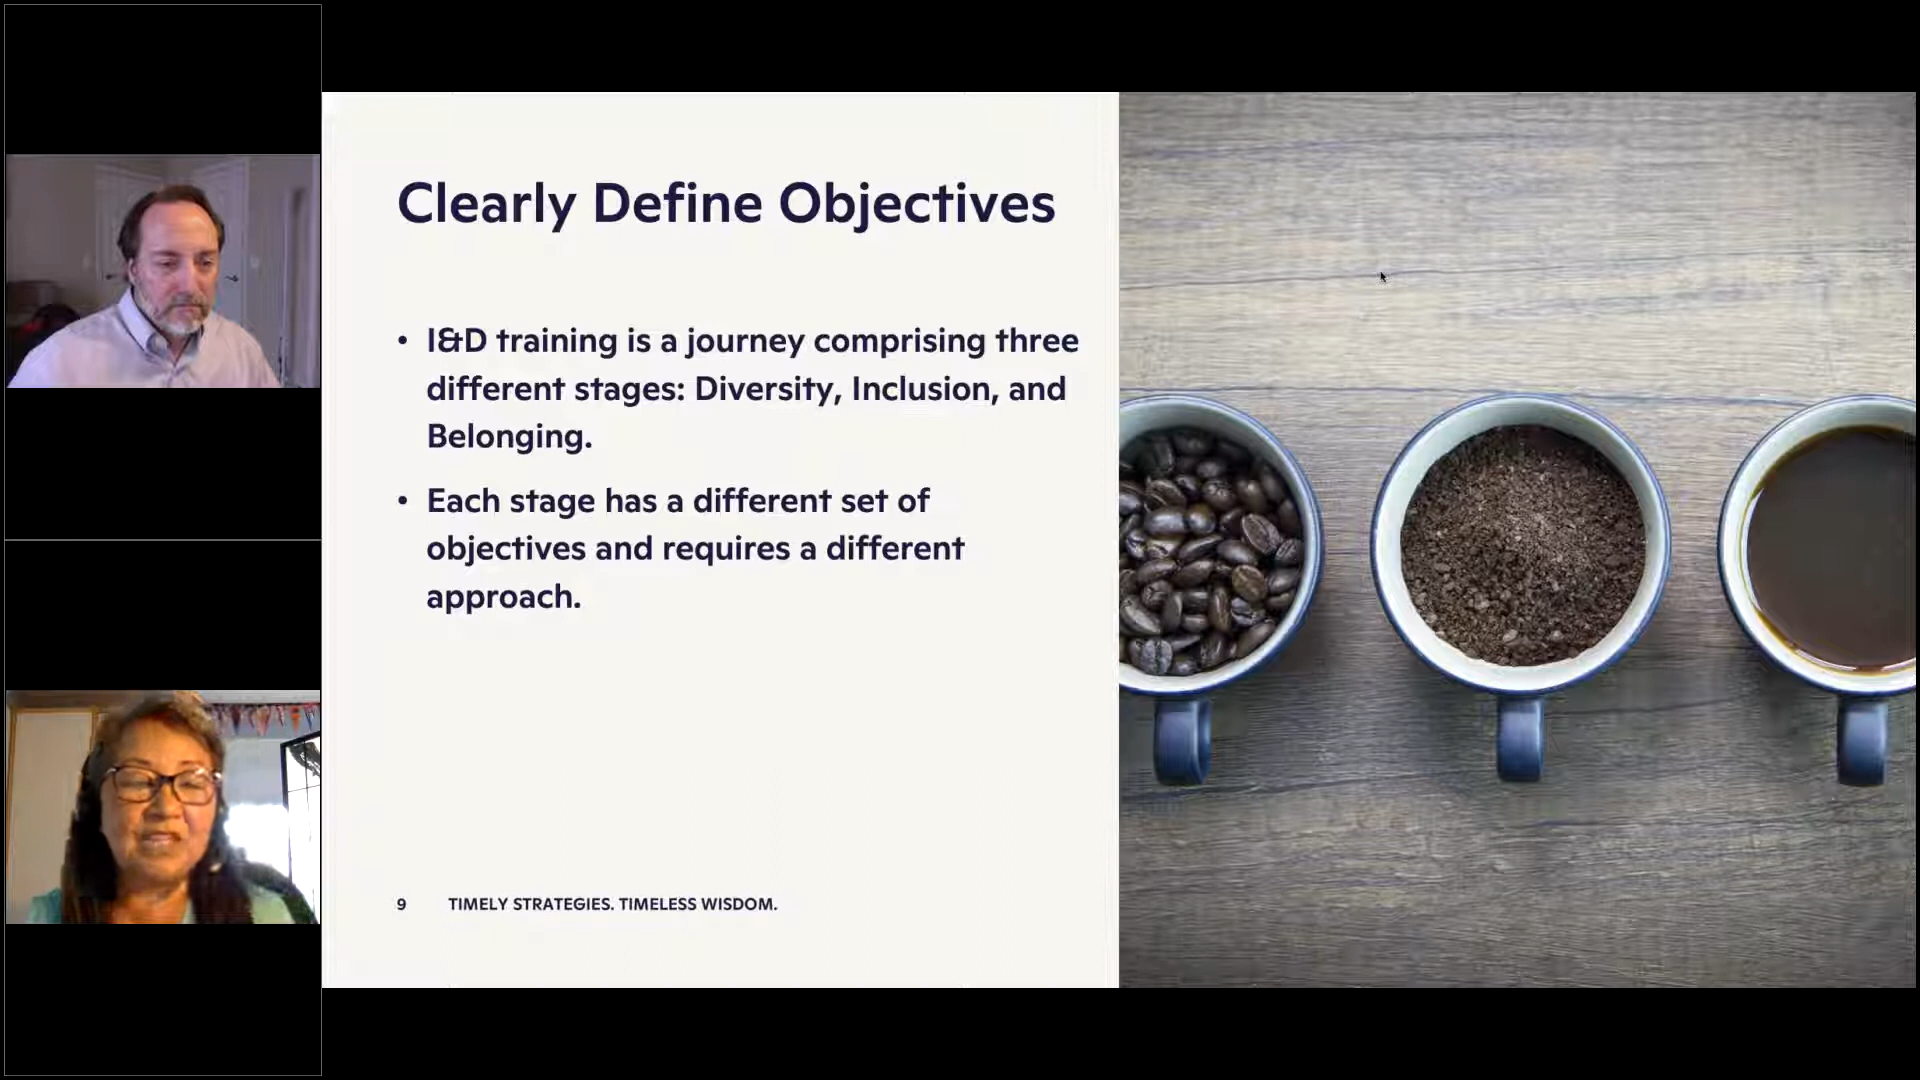 Clearly Define Objectives
• I&D training is a journey comprising three
different stages: Diversity, Inclusion, and
Belonging.
• Each stage has a different set of
objectives and requires a different
approach.
9 TIMELY STRATEGIES. TIMELESS WISDOM.